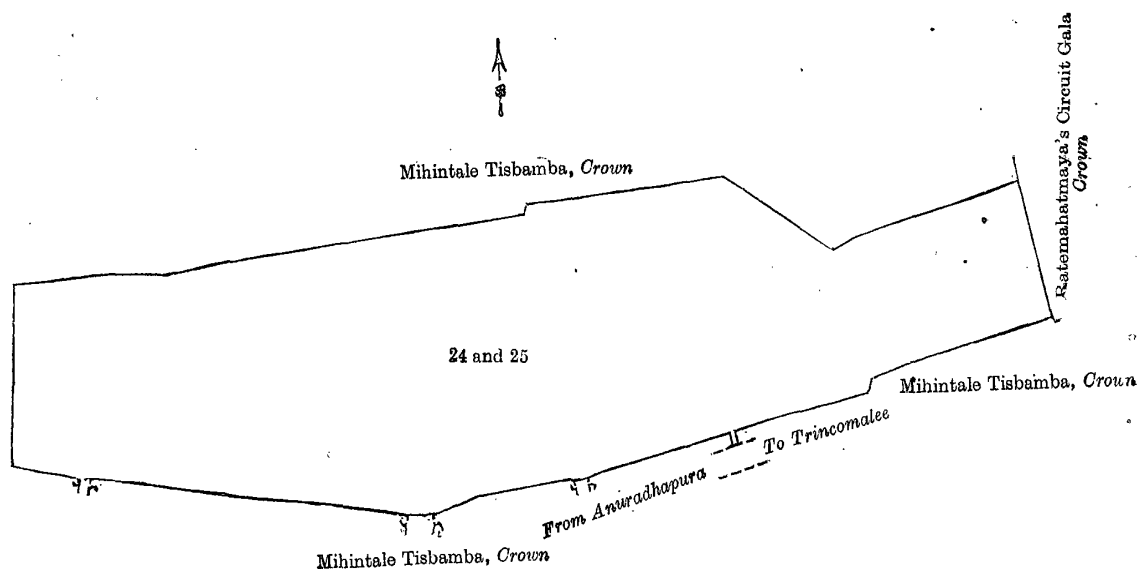 Mihintale Tisbamba, Crown
Ratemahatmaya's Circuit Gala
Crown
24 and 25
Mihintale Tisbamba, Crown
From Anuradhapura
To Trincomalee
Mihintale Tisbamba, Crown